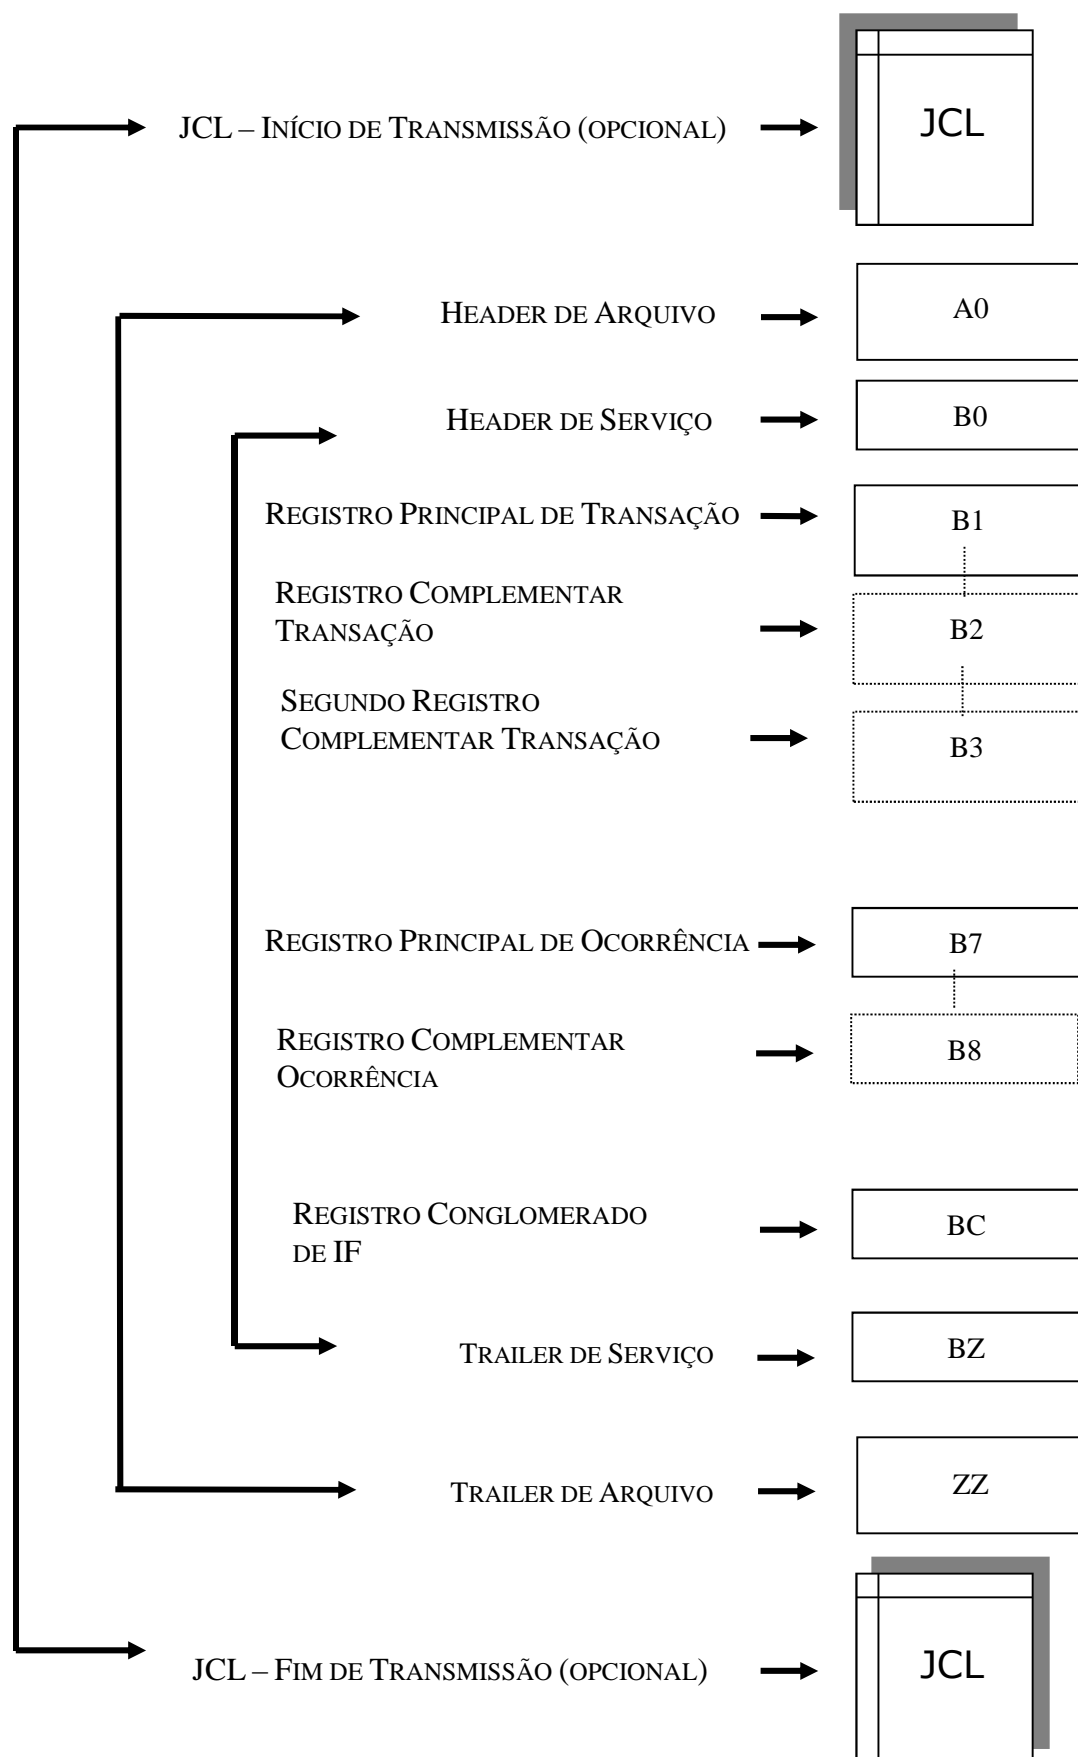 JCL – INÍCIO DE TRANSMISSÃO (OPCIONAL)
JCL
HEADER DE ARQUIVO
A0
HEADER DE SERVIÇO
B0
REGISTRO PRINCIPAL DE TRANSAÇÃO
B1
REGISTRO COMPLEMENTAR
TRANSAÇÃO
B2
SEGUNDO REGISTRO
COMPLEMENTAR TRANSAÇÃO
B3
REGISTRO PRINCIPAL DE OCORRÊNCIA
B7
REGISTRO COMPLEMENTAR
OCORRÊNCIA
B8
REGISTRO CONGLOMERADO
DE IF
BC
TRAILER DE SERVIÇO
BZ
TRAILER DE ARQUIVO
ZZ
JCL – FIM DE TRANSMISSÃO (OPCIONAL)
JCL